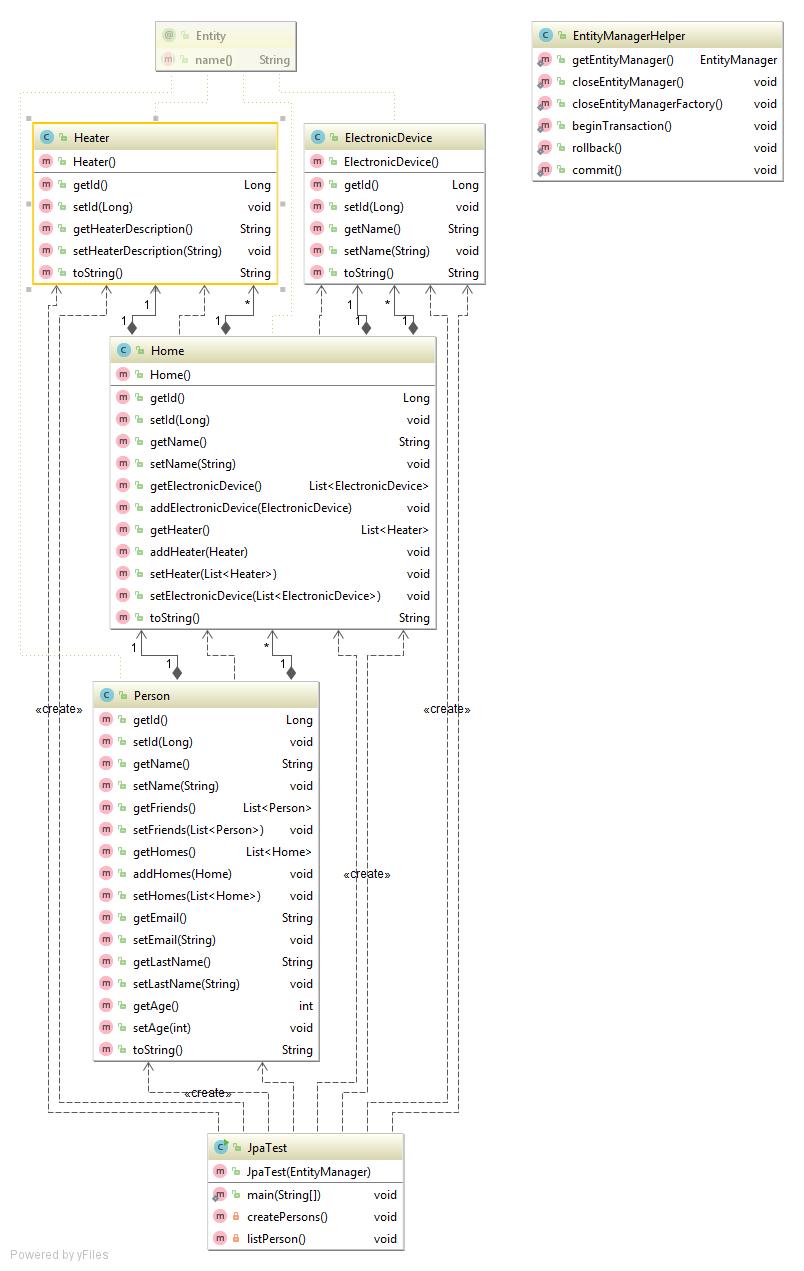 @ Entity
m name() String
C EntityManagerHelper
m getEntityManager() EntityManager
m closeEntityManager() void
m closeEntityManagerFactory() void
m beginTransaction() void
m rollback() void
m commit() void
C Heater
m Heater()
m getId() Long
m setId(Long) void
m getHeaterDescription() String
m setHeaterDescription(String) void
m toString() String
C ElectronicDevice
m ElectronicDevice()
m getId() Long
m setId(Long) void
m getName() String
m setName(String) void
m toString() String
1 * 1 *
1 1 1 1
C Home
m Home()
m getId() Long
m setId(Long) void
m getName() String
m setName(String) void
m getElectronicDevice() List<ElectronicDevice>
m addElectronicDevice(ElectronicDevice) void
m getHeater() List<Heater>
m addHeater(Heater) void
m setHeater(List<Heater>) void
m setElectronicDevice(List<ElectronicDevice>) void
m toString() String
1 *
1 1
C Person
m getId() Long
m setId(Long) void
m getName() String
m setName(String) void
m getFriends() List<Person>
m setFriends(List<Person>) void
m getHomes() List<Home>
m addHomes(Home) void
m setHomes(List<Home>) void
m getEmail() String
m setEmail(String) void
m getLastName() String
m setLastName(String) void
m getAge() int
m setAge(int) void
m toString() String
«create»
«create»
«create»
«create»
C JpaTest
m JpaTest(EntityManager)
m main(String[]) void
m createPersons() void
m listPerson() void
Powered by yFiles